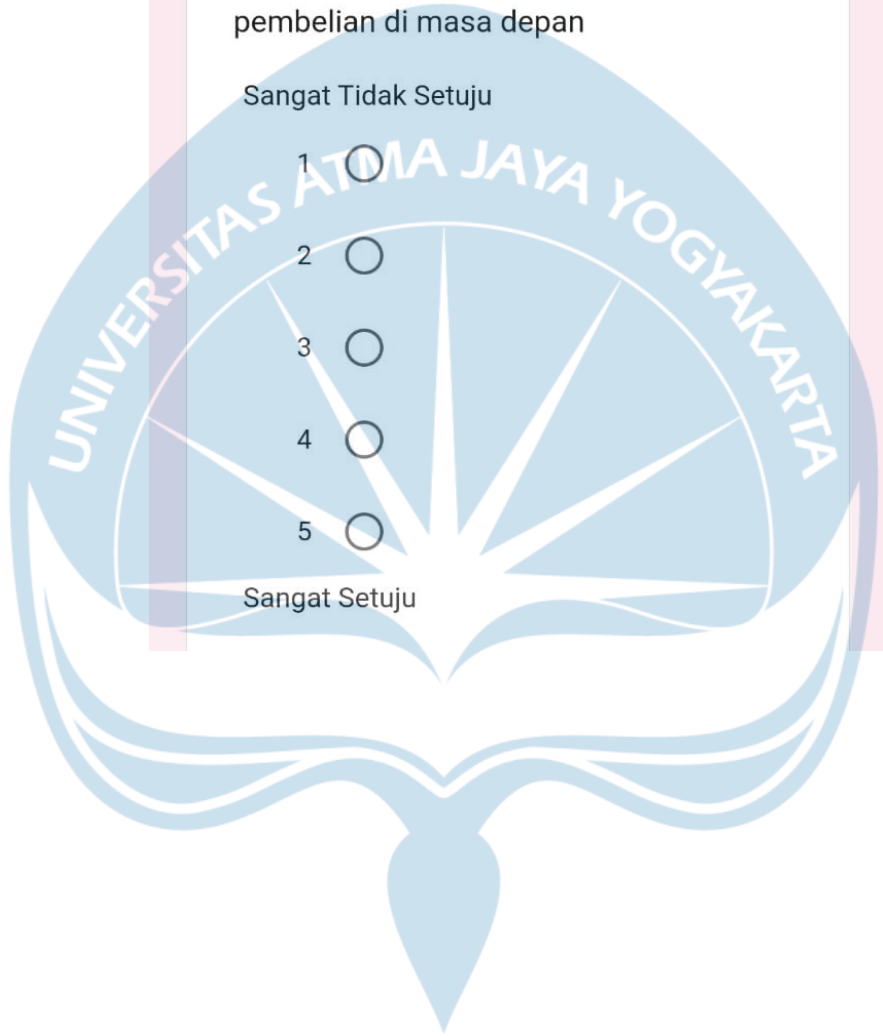 pembelian di masa depan
Sangat Tidak Setuju
UNIVERSITAS ATMA JAYA YOGYAKARTA
1
2
3
4
5
Sangat Setuju